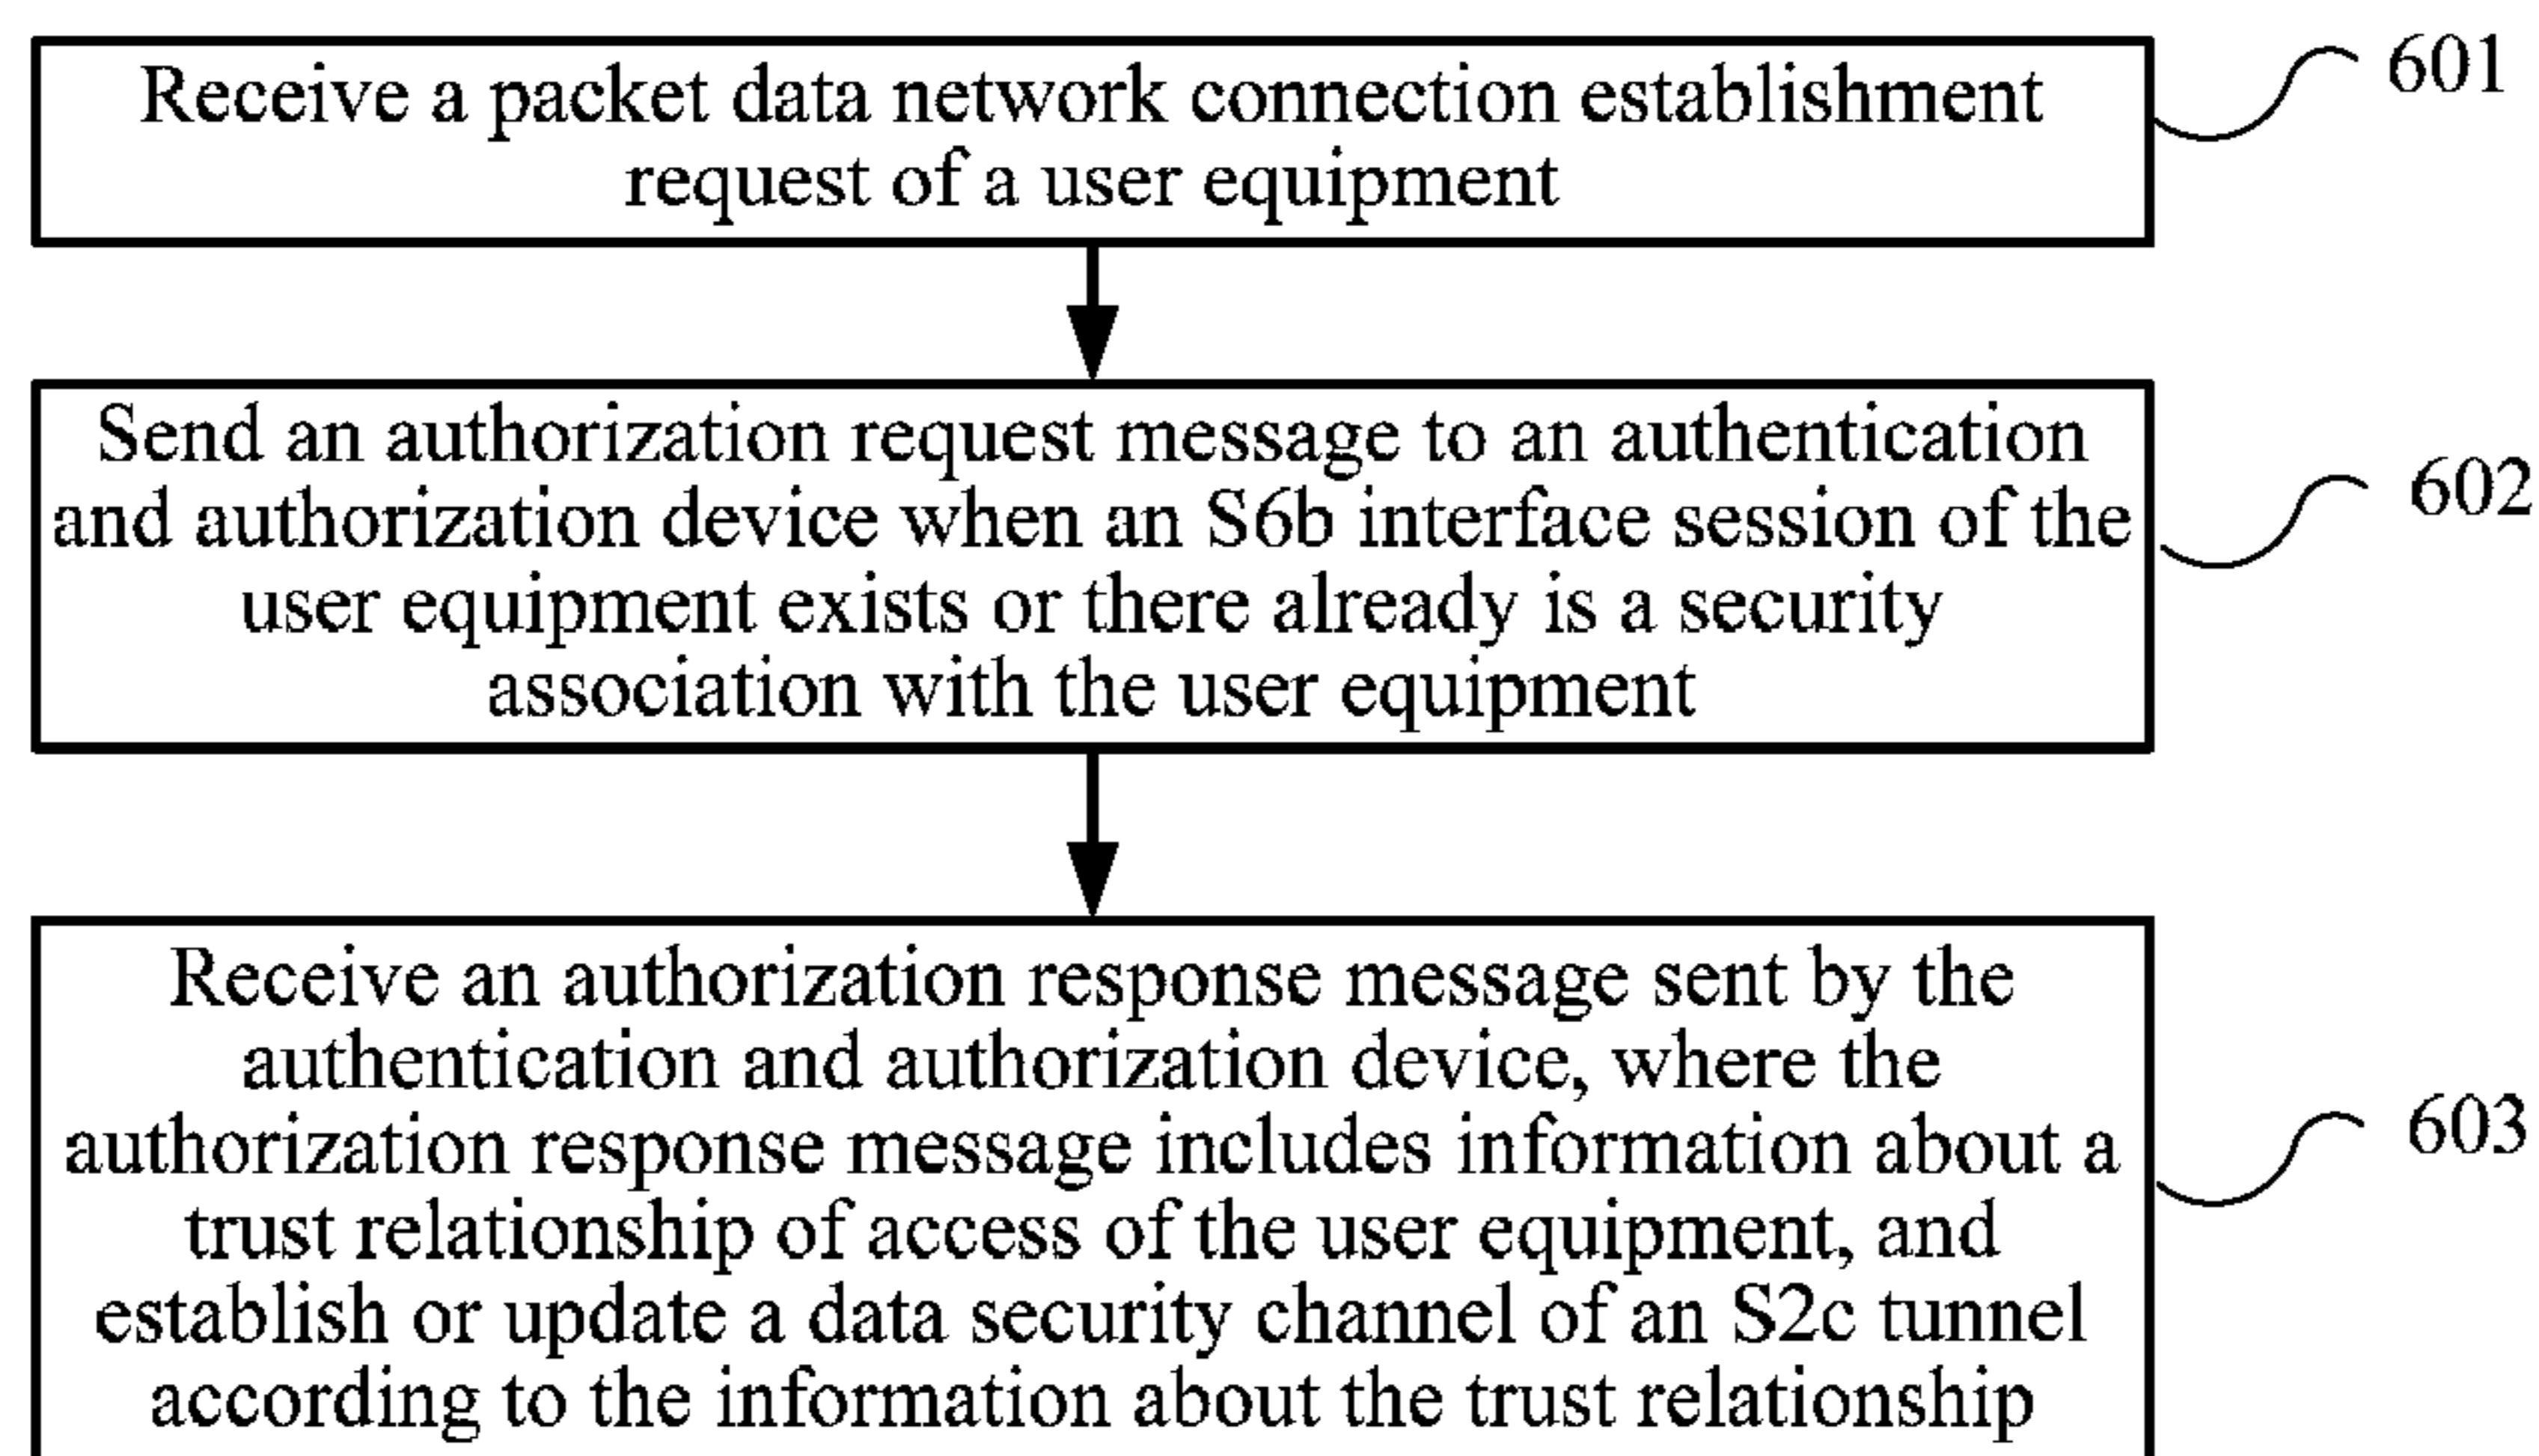 Receive a packet data network connection establishment
request of a user equipment
601
Send an authorization request message to an authentication
and authorization device when an S6b interface session of the
user equipment exists or there already is a security
association with the user equipment
602
Receive an authorization response message sent by the
authentication and authorization device, where the
authorization response message includes information about a
trust relationship of access of the user equipment, and
establish or update a data security channel of an S2c tunnel
according to the information about the trust relationship
603